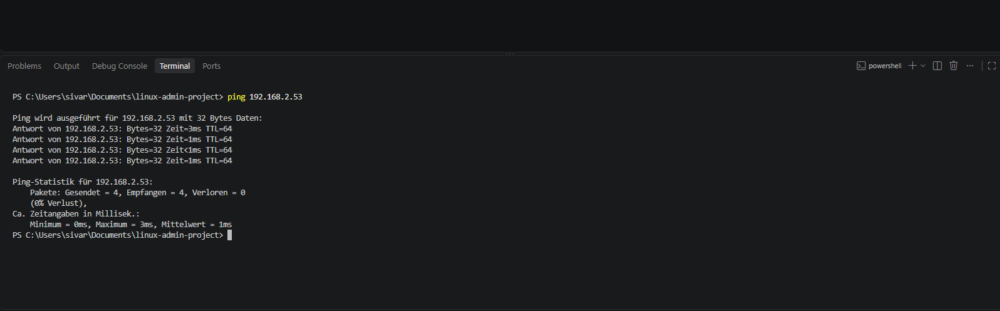 Problems Output Debug Console Terminal Ports powershell
PS C:\Users\sivar\Documents\linux-admin-project> ping 192.168.2.53
Ping wird ausgeführt für 192.168.2.53 mit 32 Bytes Daten:
Antwort von 192.168.2.53: Bytes=32 Zeit=3ms TTL=64
Antwort von 192.168.2.53: Bytes=32 Zeit=1ms TTL=64
Antwort von 192.168.2.53: Bytes=32 Zeit<1ms TTL=64
Antwort von 192.168.2.53: Bytes=32 Zeit=1ms TTL=64
Ping-Statistik für 192.168.2.53:
    Pakete: Gesendet = 4, Empfangen = 4, Verloren = 0
    (0% Verlust),
Ca. Zeitangaben in Millisek.:
    Minimum = 0ms, Maximum = 3ms, Mittelwert = 1ms
PS C:\Users\sivar\Documents\linux-admin-project>